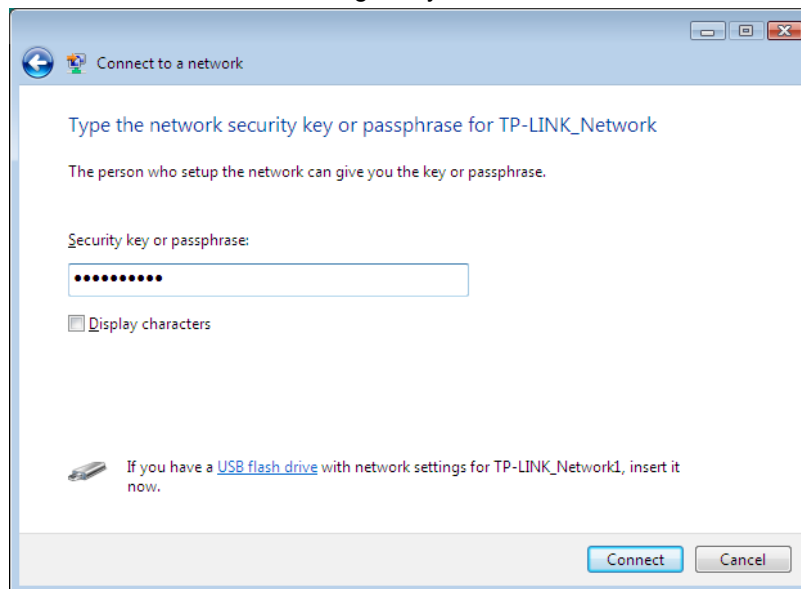 Connect to a network
Type the network security key or passphrase for TP-LINK_Network
The person who setup the network can give you the key or passphrase.
Security key or passphrase:
••••••••••
Display characters
If you have a USB flash drive with network settings for TP-LINK_Network1, insert it
now.
Connect Cancel